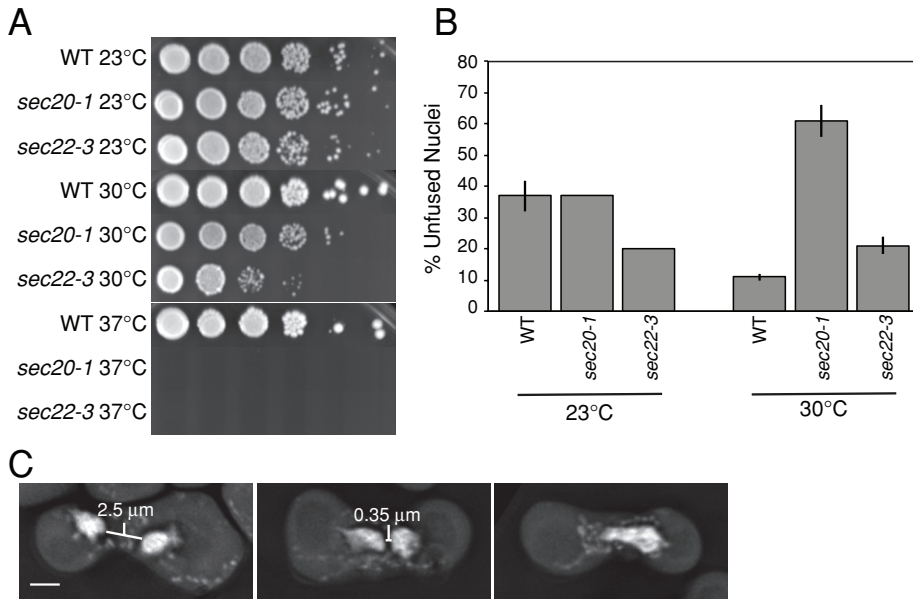 A
WT 23°C
sec20-1 23°C
sec22-3 23°C
WT 30°C
sec20-1 30°C
sec22-3 30°C
WT 37°C
sec20-1 37°C
sec22-3 37°C
B
% Unfused Nuclei
80
70
60
50
40
30
20
10
0
WT
sec20-1
sec22-3
WT
sec20-1
sec22-3
23°C
30°C
C
2.5 µm
0.35 µm